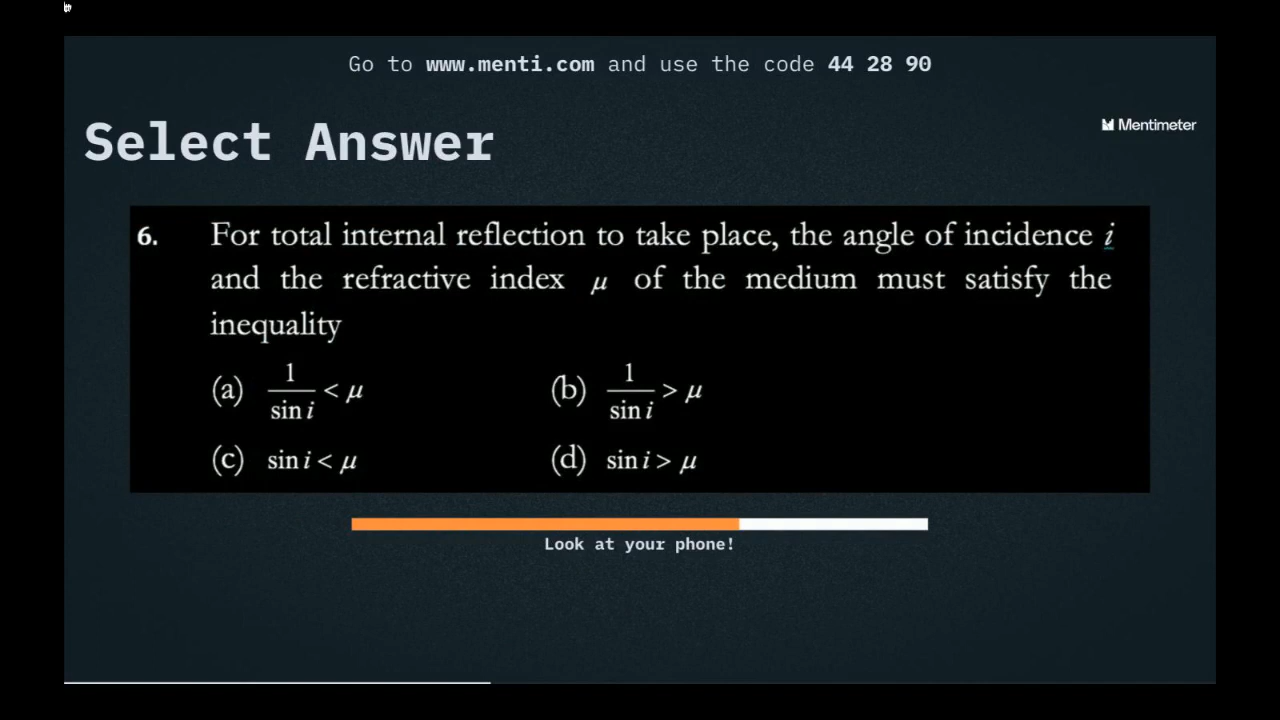 Go to www.menti.com and use the code 44 28 90
Select Answer
Mentimeter
6. For total internal reflection to take place, the angle of incidence i
and the refractive index μ of the medium must satisfy the
inequality
(a) 1/sin i < μ (b) 1/sin i > μ
(c) sin i < μ (d) sin i > μ
Look at your phone!